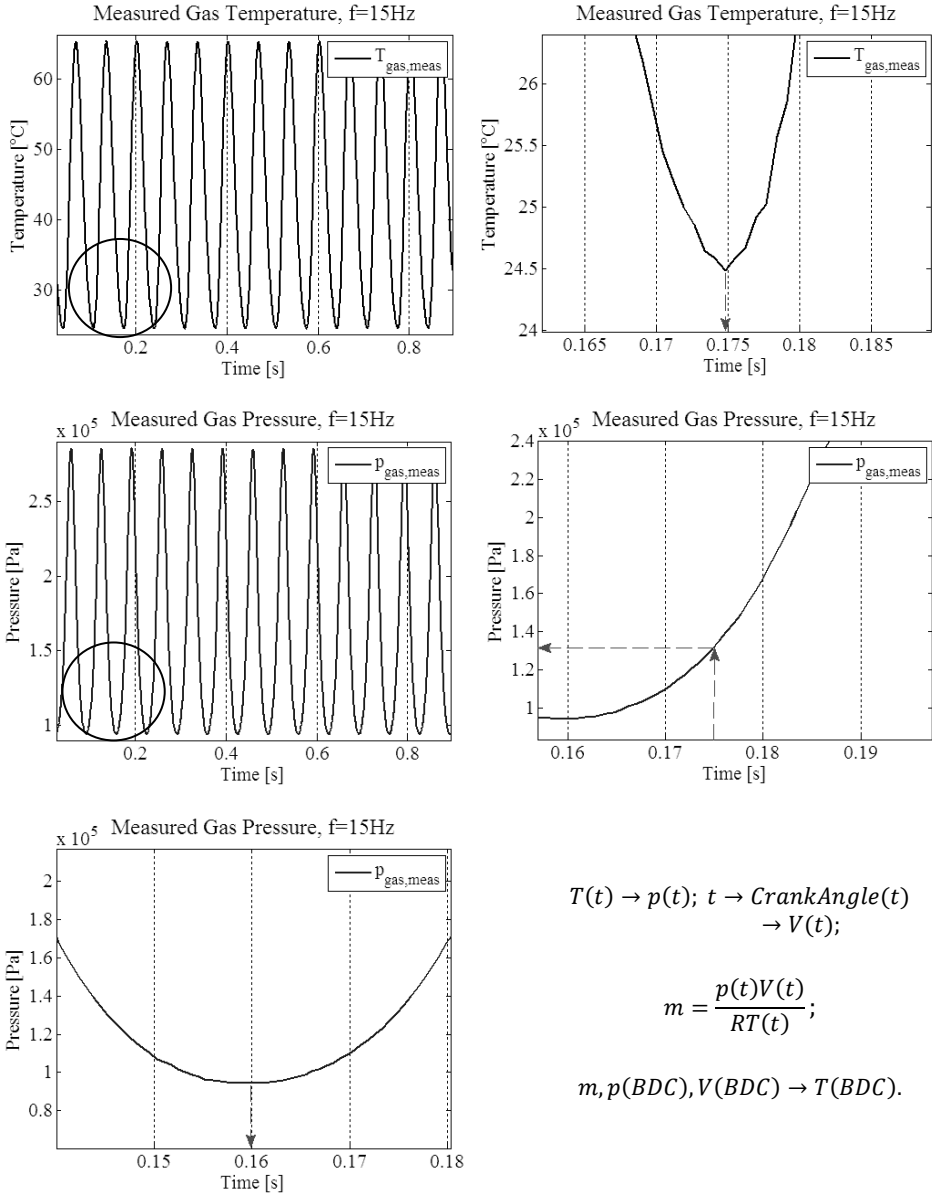 Measured Gas Temperature, f=15Hz
T gas,meas
60
50
40
30
Temperature [°C]
0.2 0.4 0.6 0.8
Time [s]
Measured Gas Temperature, f=15Hz
T gas,meas
26
25.5
25
24.5
24
Temperature [°C]
0.165 0.17 0.175 0.18 0.185
Time [s]
Measured Gas Pressure, f=15Hz
x 10^5
p gas,meas
2.5
2
1.5
1
Pressure [Pa]
0.2 0.4 0.6 0.8
Time [s]
Measured Gas Pressure, f=15Hz
x 10^5
p gas,meas
2.4
2.2
2
1.8
1.6
1.4
1.2
1
Pressure [Pa]
0.16 0.17 0.18 0.19
Time [s]
Measured Gas Pressure, f=15Hz
x 10^5
p gas,meas
2
1.8
1.6
1.4
1.2
1
0.8
Pressure [Pa]
0.15 0.16 0.17 0.18
Time [s]
T(t) → p(t); t → CrankAngle(t)
→ V(t);
m = p(t)V(t) / RT(t) ;
m, p(BDC), V(BDC) → T(BDC).